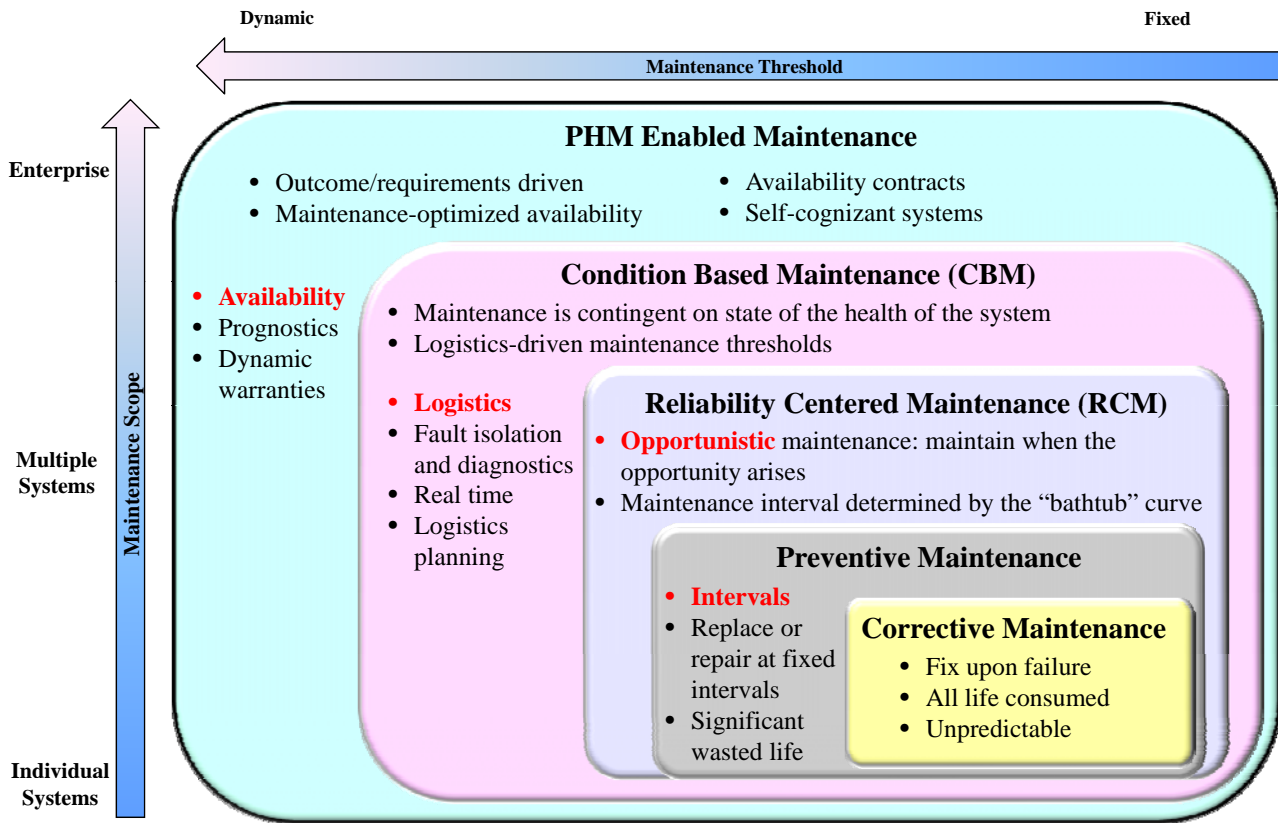 Dynamic
Fixed
Maintenance Threshold
Enterprise
Multiple
Systems
Individual
Systems
Maintenance Scope
PHM Enabled Maintenance
• Outcome/requirements driven
• Maintenance-optimized availability
• Availability contracts
• Self-cognizant systems
• Availability
• Prognostics
• Dynamic
warranties
Condition Based Maintenance (CBM)
• Maintenance is contingent on state of the health of the system
• Logistics-driven maintenance thresholds
• Logistics
• Fault isolation
and diagnostics
• Real time
• Logistics
planning
Reliability Centered Maintenance (RCM)
• Opportunistic maintenance: maintain when the
opportunity arises
• Maintenance interval determined by the “bathtub” curve
Preventive Maintenance
• Intervals
• Replace or
repair at fixed
intervals
• Significant
wasted life
Corrective Maintenance
• Fix upon failure
• All life consumed
• Unpredictable